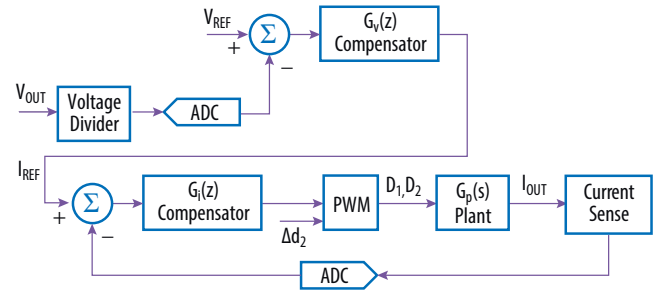 V_REF
+
Σ
−
G_v(z)
Compensator
V_OUT
Voltage
Divider
ADC
I_REF
+
Σ
−
G_i(z)
Compensator
Δd_2
PWM
D_1,D_2
G_p(s)
Plant
I_OUT
Current
Sense
ADC